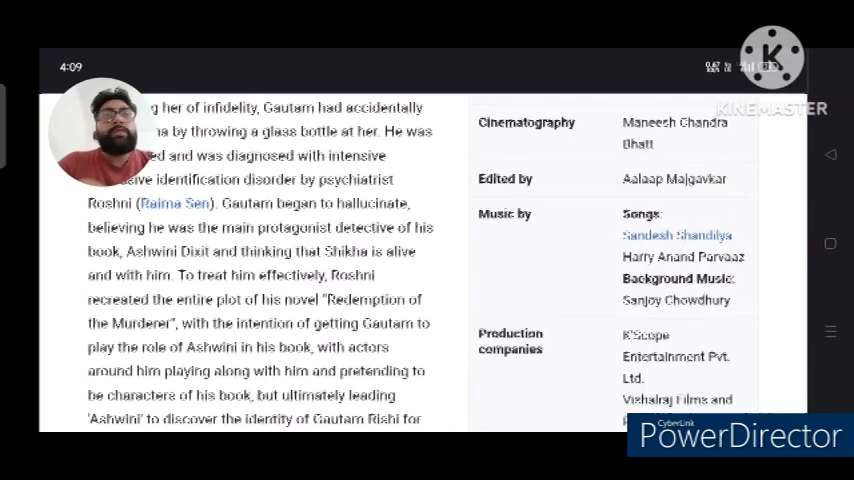 4:09
0.67
KINEMASTER
g her of infidelity, Gautam had accidentally
na by throwing a glass bottle at her. He was
ed and was diagnosed with intensive
sive identification disorder by psychiatrist
Roshni (Raima Sen). Gautam began to hallucinate,
believing he was the main protagonist detective of his
book, Ashwini Dixit and thinking that Shikha is alive
and with him. To treat him effectively, Roshni
recreated the entire plot of his novel "Redemption of
the Murderer", with the intention of getting Gautam to
play the role of Ashwini in his book, with actors
around him playing along with him and pretending to
be characters of his book, but ultimately leading
'Ashwini' to discover the identity of Gautam Rishi for
Cinematography
Maneesh Chandra
Bhatt
Edited by
Aalaap Majgavkar
Music by
Songs:
Sandesh Shandilya
Harry Anand Parvaaz
Background Music:
Sanjoy Chowdhury
Production
companies
K'Scope
Entertainment Pvt.
Ltd.
Vishalraj Films and
CyberLink
PowerDirector